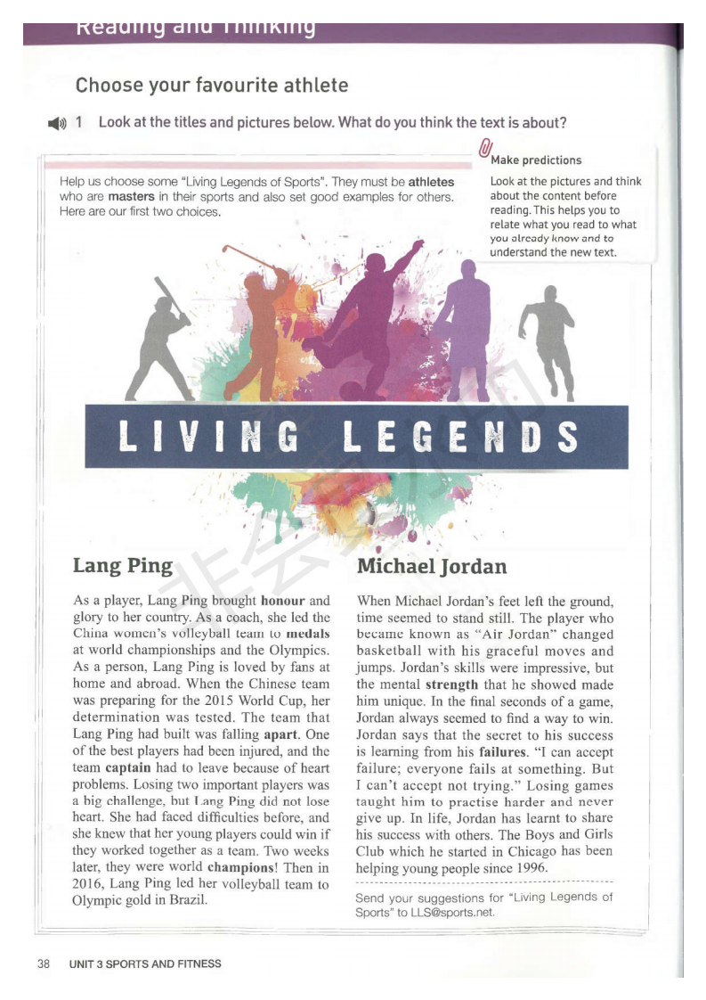 Reading and Thinking
Choose your favourite athlete
1 Look at the titles and pictures below. What do you think the text is about?
Make predictions
Look at the pictures and think
about the content before
reading. This helps you to
relate what you read to what
you already know and to
understand the new text.
Help us choose some “Living Legends of Sports”. They must be athletes
who are masters in their sports and also set good examples for others.
Here are our first two choices.
LIVING LEGENDS
Lang Ping
As a player, Lang Ping brought honour and
glory to her country. As a coach, she led the
China women's volleyball team to medals
at world championships and the Olympics.
As a person, Lang Ping is loved by fans at
home and abroad. When the Chinese team
was preparing for the 2015 World Cup, her
determination was tested. The team that
Lang Ping had built was falling apart. One
of the best players had been injured, and the
team captain had to leave because of heart
problems. Losing two important players was
a big challenge, but Lang Ping did not lose
heart. She had faced difficulties before, and
she knew that her young players could win if
they worked together as a team. Two weeks
later, they were world champions! Then in
2016, Lang Ping led her volleyball team to
Olympic gold in Brazil.
Michael Jordan
When Michael Jordan's feet left the ground,
time seemed to stand still. The player who
became known as “Air Jordan” changed
basketball with his graceful moves and
jumps. Jordan's skills were impressive, but
the mental strength that he showed made
him unique. In the final seconds of a game,
Jordan always seemed to find a way to win.
Jordan says that the secret to his success
is learning from his failures. “I can accept
failure; everyone fails at something. But
I can't accept not trying.” Losing games
taught him to practise harder and never
give up. In life, Jordan has learnt to share
his success with others. The Boys and Girls
Club which he started in Chicago has been
helping young people since 1996.
Send your suggestions for “Living Legends of
Sports” to LLS@sports.net.
38 UNIT 3 SPORTS AND FITNESS
非会员水印